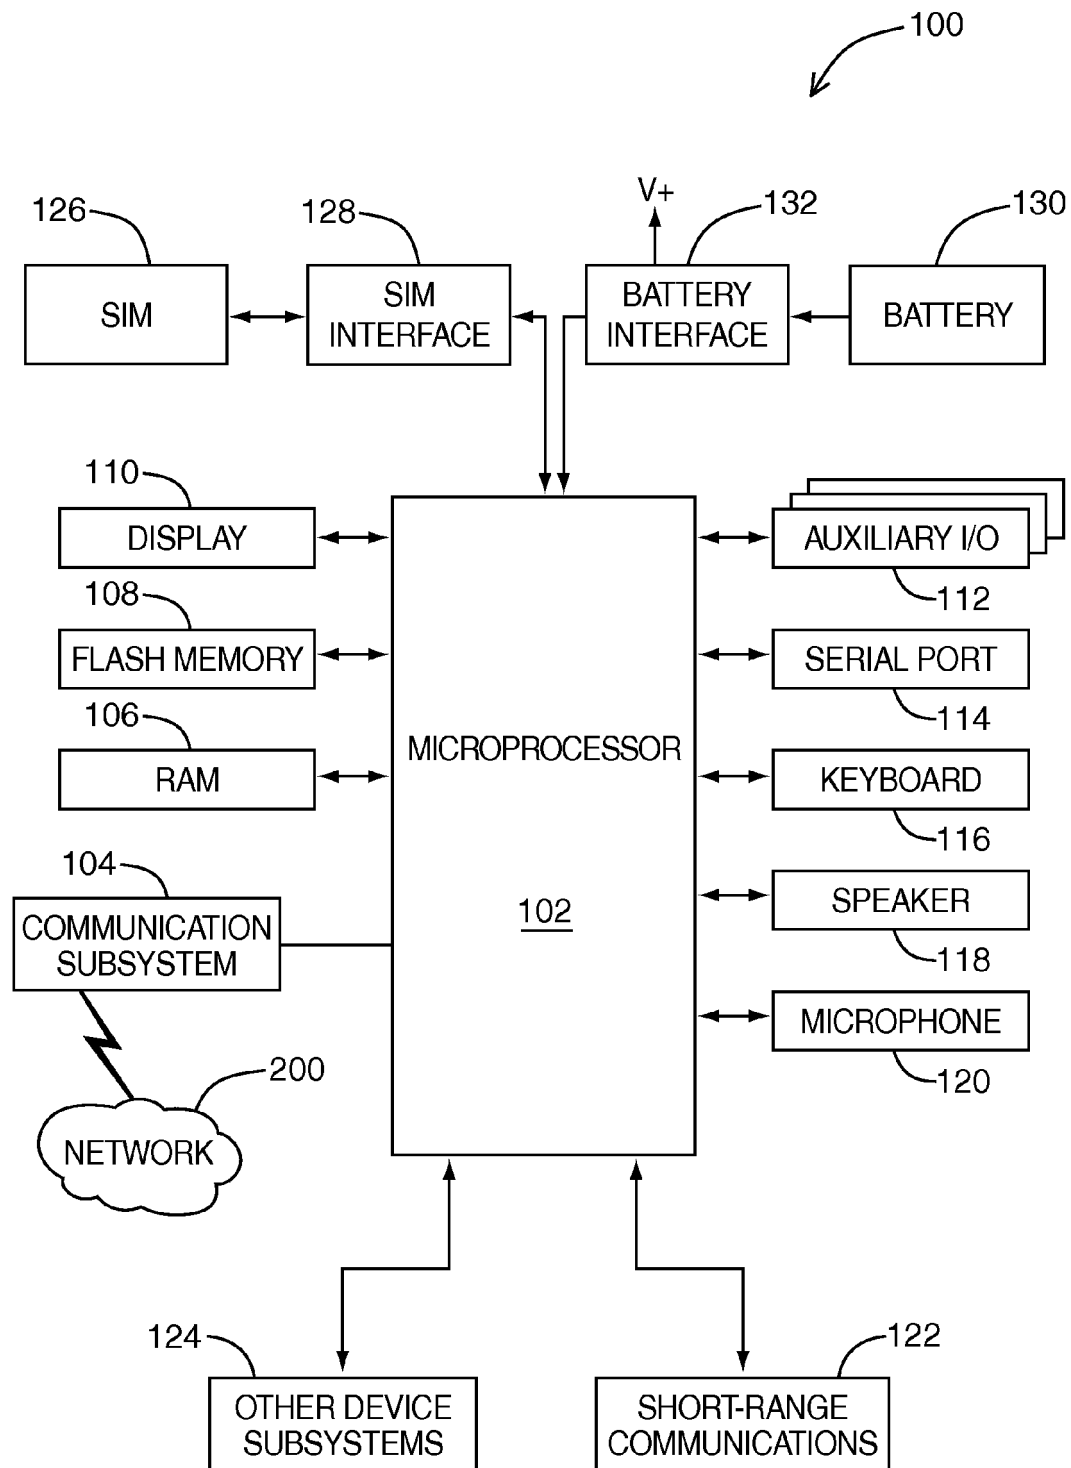 100
V+
126
128
132
130
SIM
SIM
INTERFACE
BATTERY
INTERFACE
BATTERY
110
DISPLAY
AUXILIARY I/O
112
108
FLASH MEMORY
SERIAL PORT
114
106
RAM
MICROPROCESSOR
102
KEYBOARD
116
104
COMMUNICATION
SUBSYSTEM
SPEAKER
118
MICROPHONE
120
200
NETWORK
124
OTHER DEVICE
SUBSYSTEMS
122
SHORT-RANGE
COMMUNICATIONS